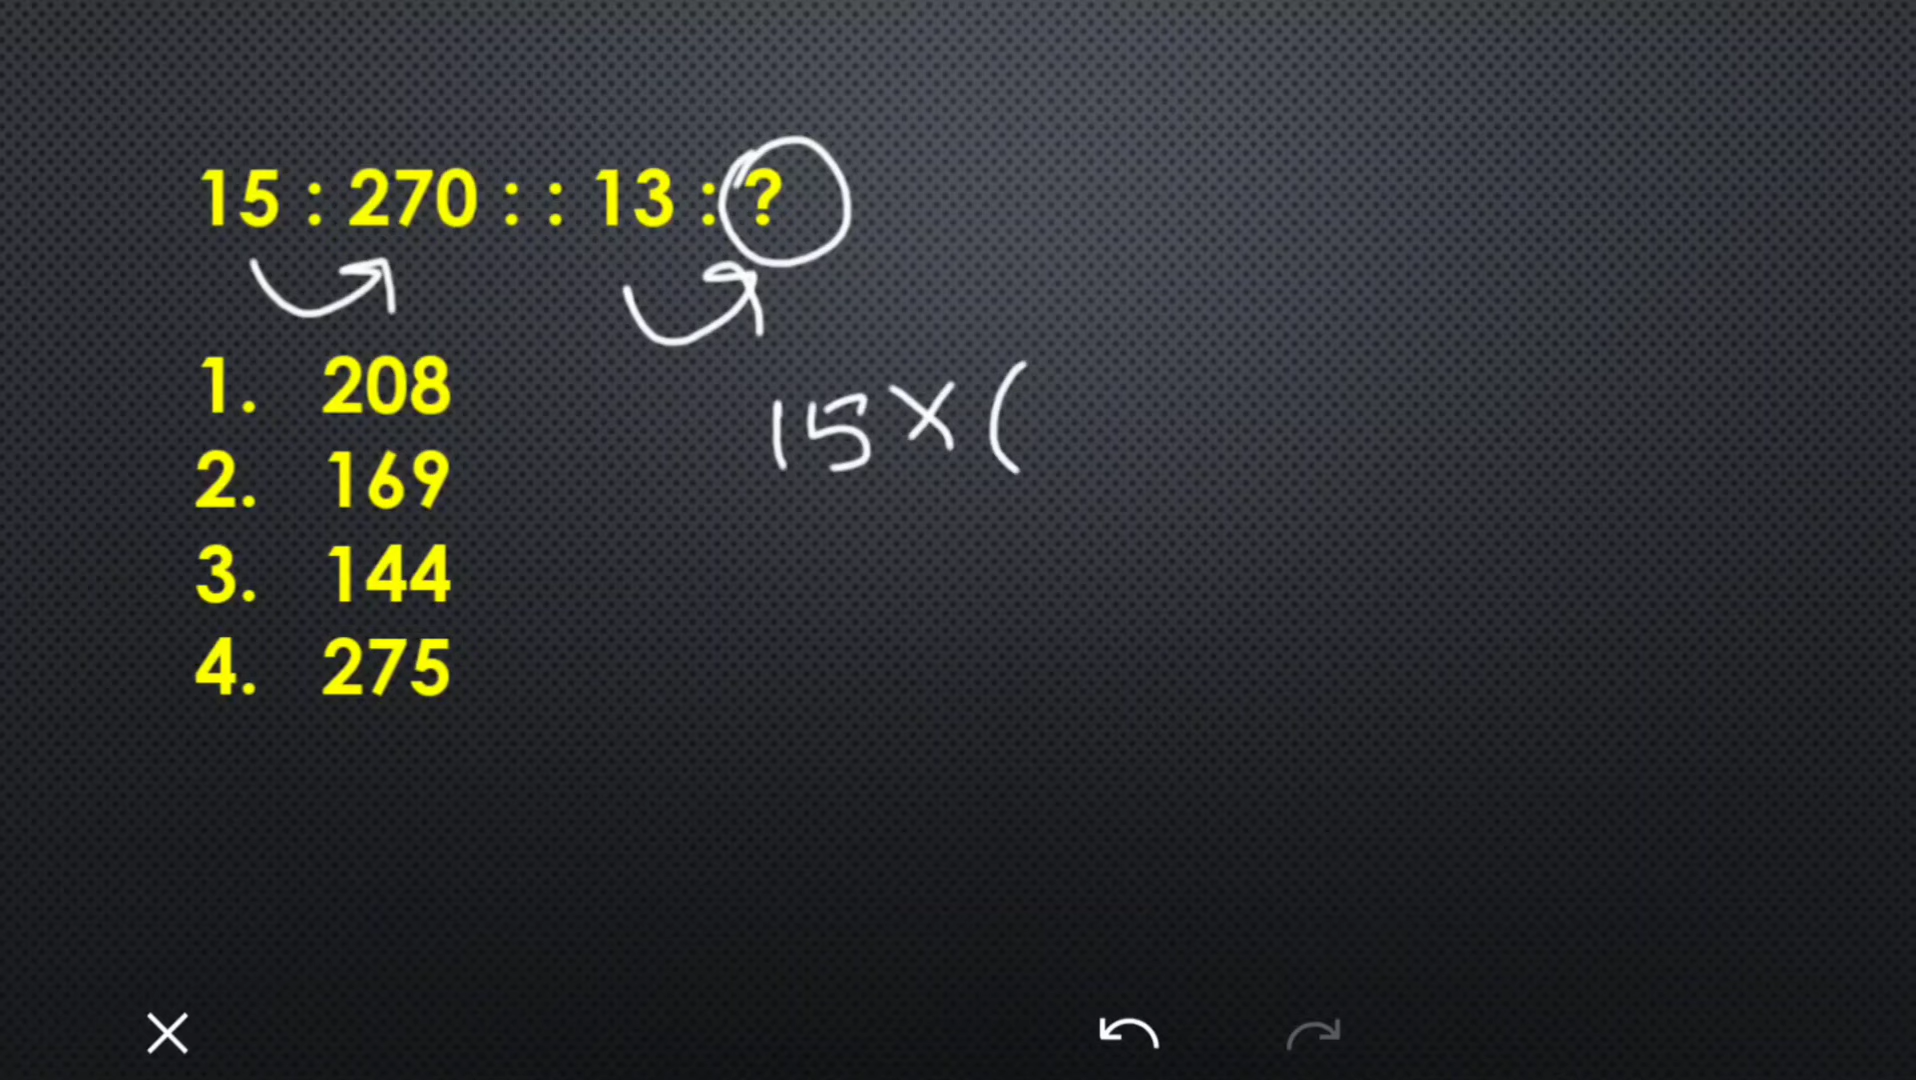 15 : 270 : : 13 : ?
1. 208
15 × (
2. 169
3. 144
4. 275